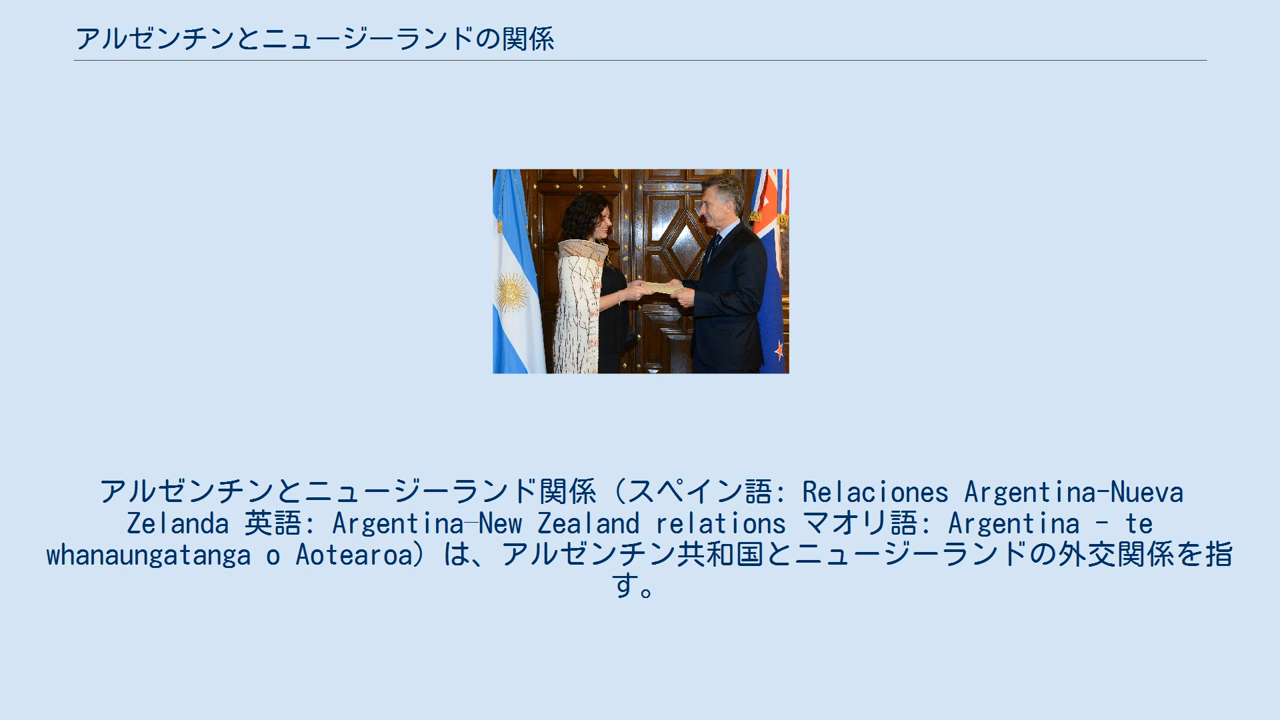 アルゼンチンとニュージーランドの関係
アルゼンチンとニュージーランド関係（スペイン語: Relaciones Argentina-Nueva
Zelanda 英語: Argentina–New Zealand relations マオリ語: Argentina - te
whanaungatanga o Aotearoa）は、アルゼンチン共和国とニュージーランドの外交関係を指
す。